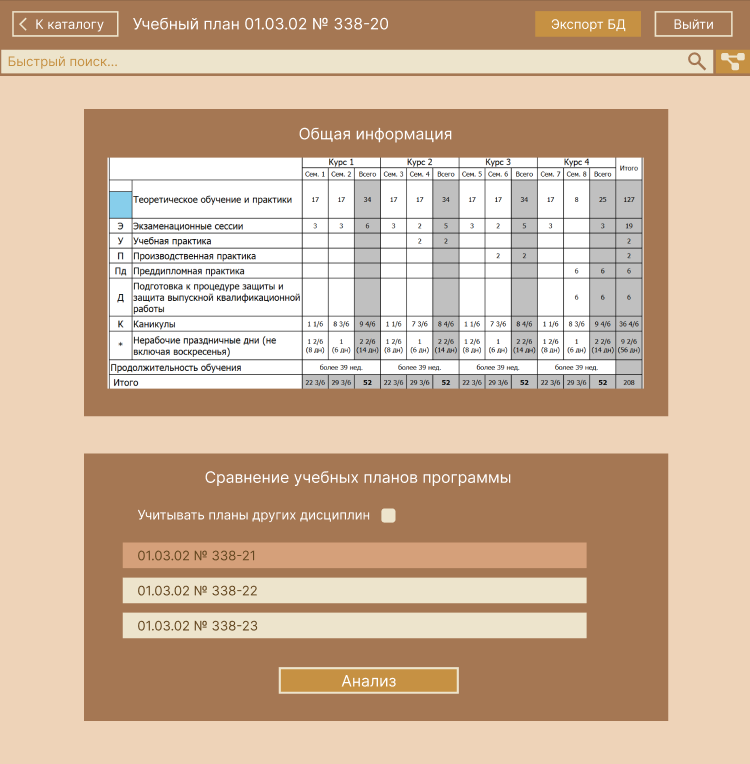 К каталогу
Учебный план 01.03.02 № 338-20
Экспорт БД
Выйти
Быстрый поиск...
Общая информация
Курс 1 Курс 2 Курс 3 Курс 4 Итого
Сем. 1 Сем. 2 Всего Сем. 3 Сем. 4 Всего Сем. 5 Сем. 6 Всего Сем. 7 Сем. 8 Всего
Теоретическое обучение и практики 17 17 34 17 17 34 17 17 34 17 8 25 127
Э Экзаменационные сессии 3 3 6 3 2 5 3 2 5 3 3 19
У Учебная практика 2 2 2
П Производственная практика 2 2 2
Пд Преддипломная практика 6 6 6
Подготовка к процедуре защиты и
Д защита выпускной квалификационной 6 6 6
работы
К Каникулы 1 1/6 8 3/6 9 4/6 1 1/6 7 3/6 8 4/6 1 1/6 7 3/6 8 4/6 1 1/6 8 3/6 9 4/6 36 4/6
* Нерабочие праздничные дни (не 1 2/6 1 2 2/6 1 2/6 1 2 2/6 1 2/6 1 2 2/6 1 2/6 1 2 2/6 9 2/6
включая воскресенья) (8 дн) (6 дн) (14 дн) (8 дн) (6 дн) (14 дн) (8 дн) (6 дн) (14 дн) (8 дн) (6 дн) (14 дн) (56 дн)
Продолжительность обучения более 39 нед. более 39 нед. более 39 нед. более 39 нед.
Итого 22 3/6 29 3/6 52 22 3/6 29 3/6 52 22 3/6 29 3/6 52 22 3/6 29 3/6 52 208
Сравнение учебных планов программы
Учитывать планы других дисциплин
01.03.02 № 338-21
01.03.02 № 338-22
01.03.02 № 338-23
Анализ